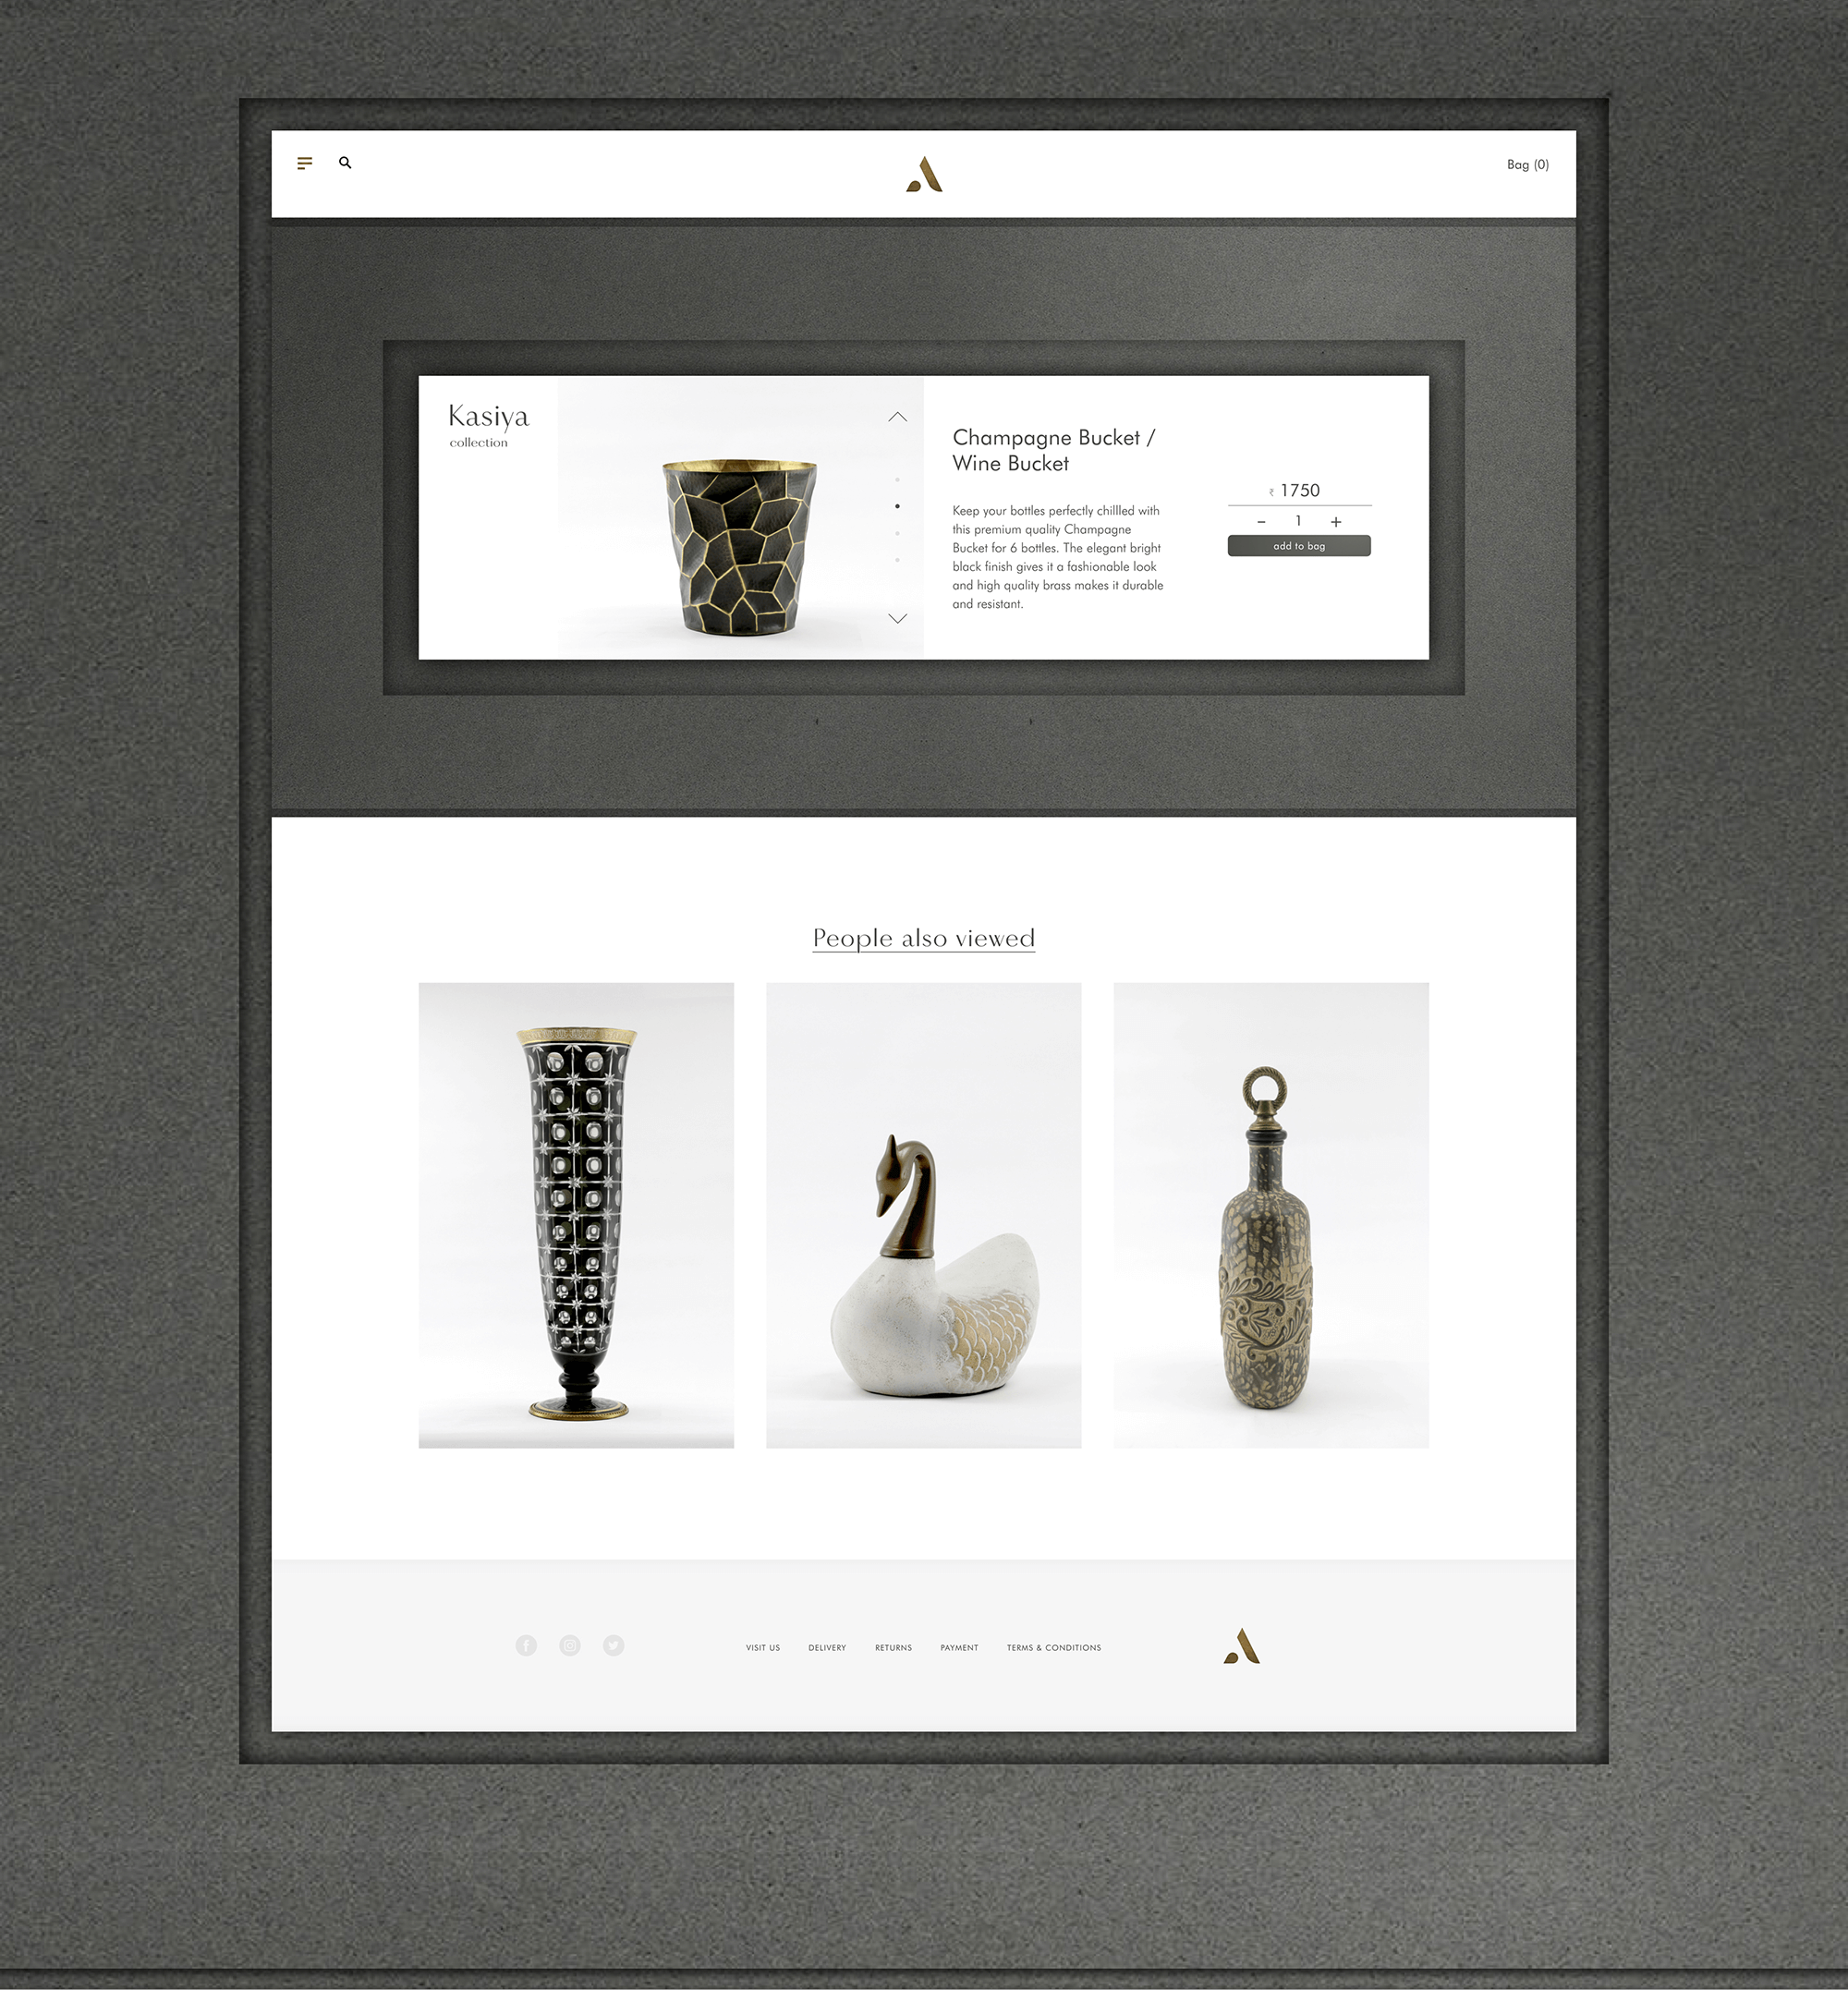 Bag (0)
Kasiya
collection
Champagne Bucket /
Wine Bucket
Keep your bottles perfectly chillled with
this premium quality Champagne
Bucket for 6 bottles. The elegant bright
black finish gives it a fashionable look
and high quality brass makes it durable
and resistant.
₹ 1750
− 1 +
add to bag
People also viewed
VISIT US DELIVERY RETURNS PAYMENT TERMS & CONDITIONS